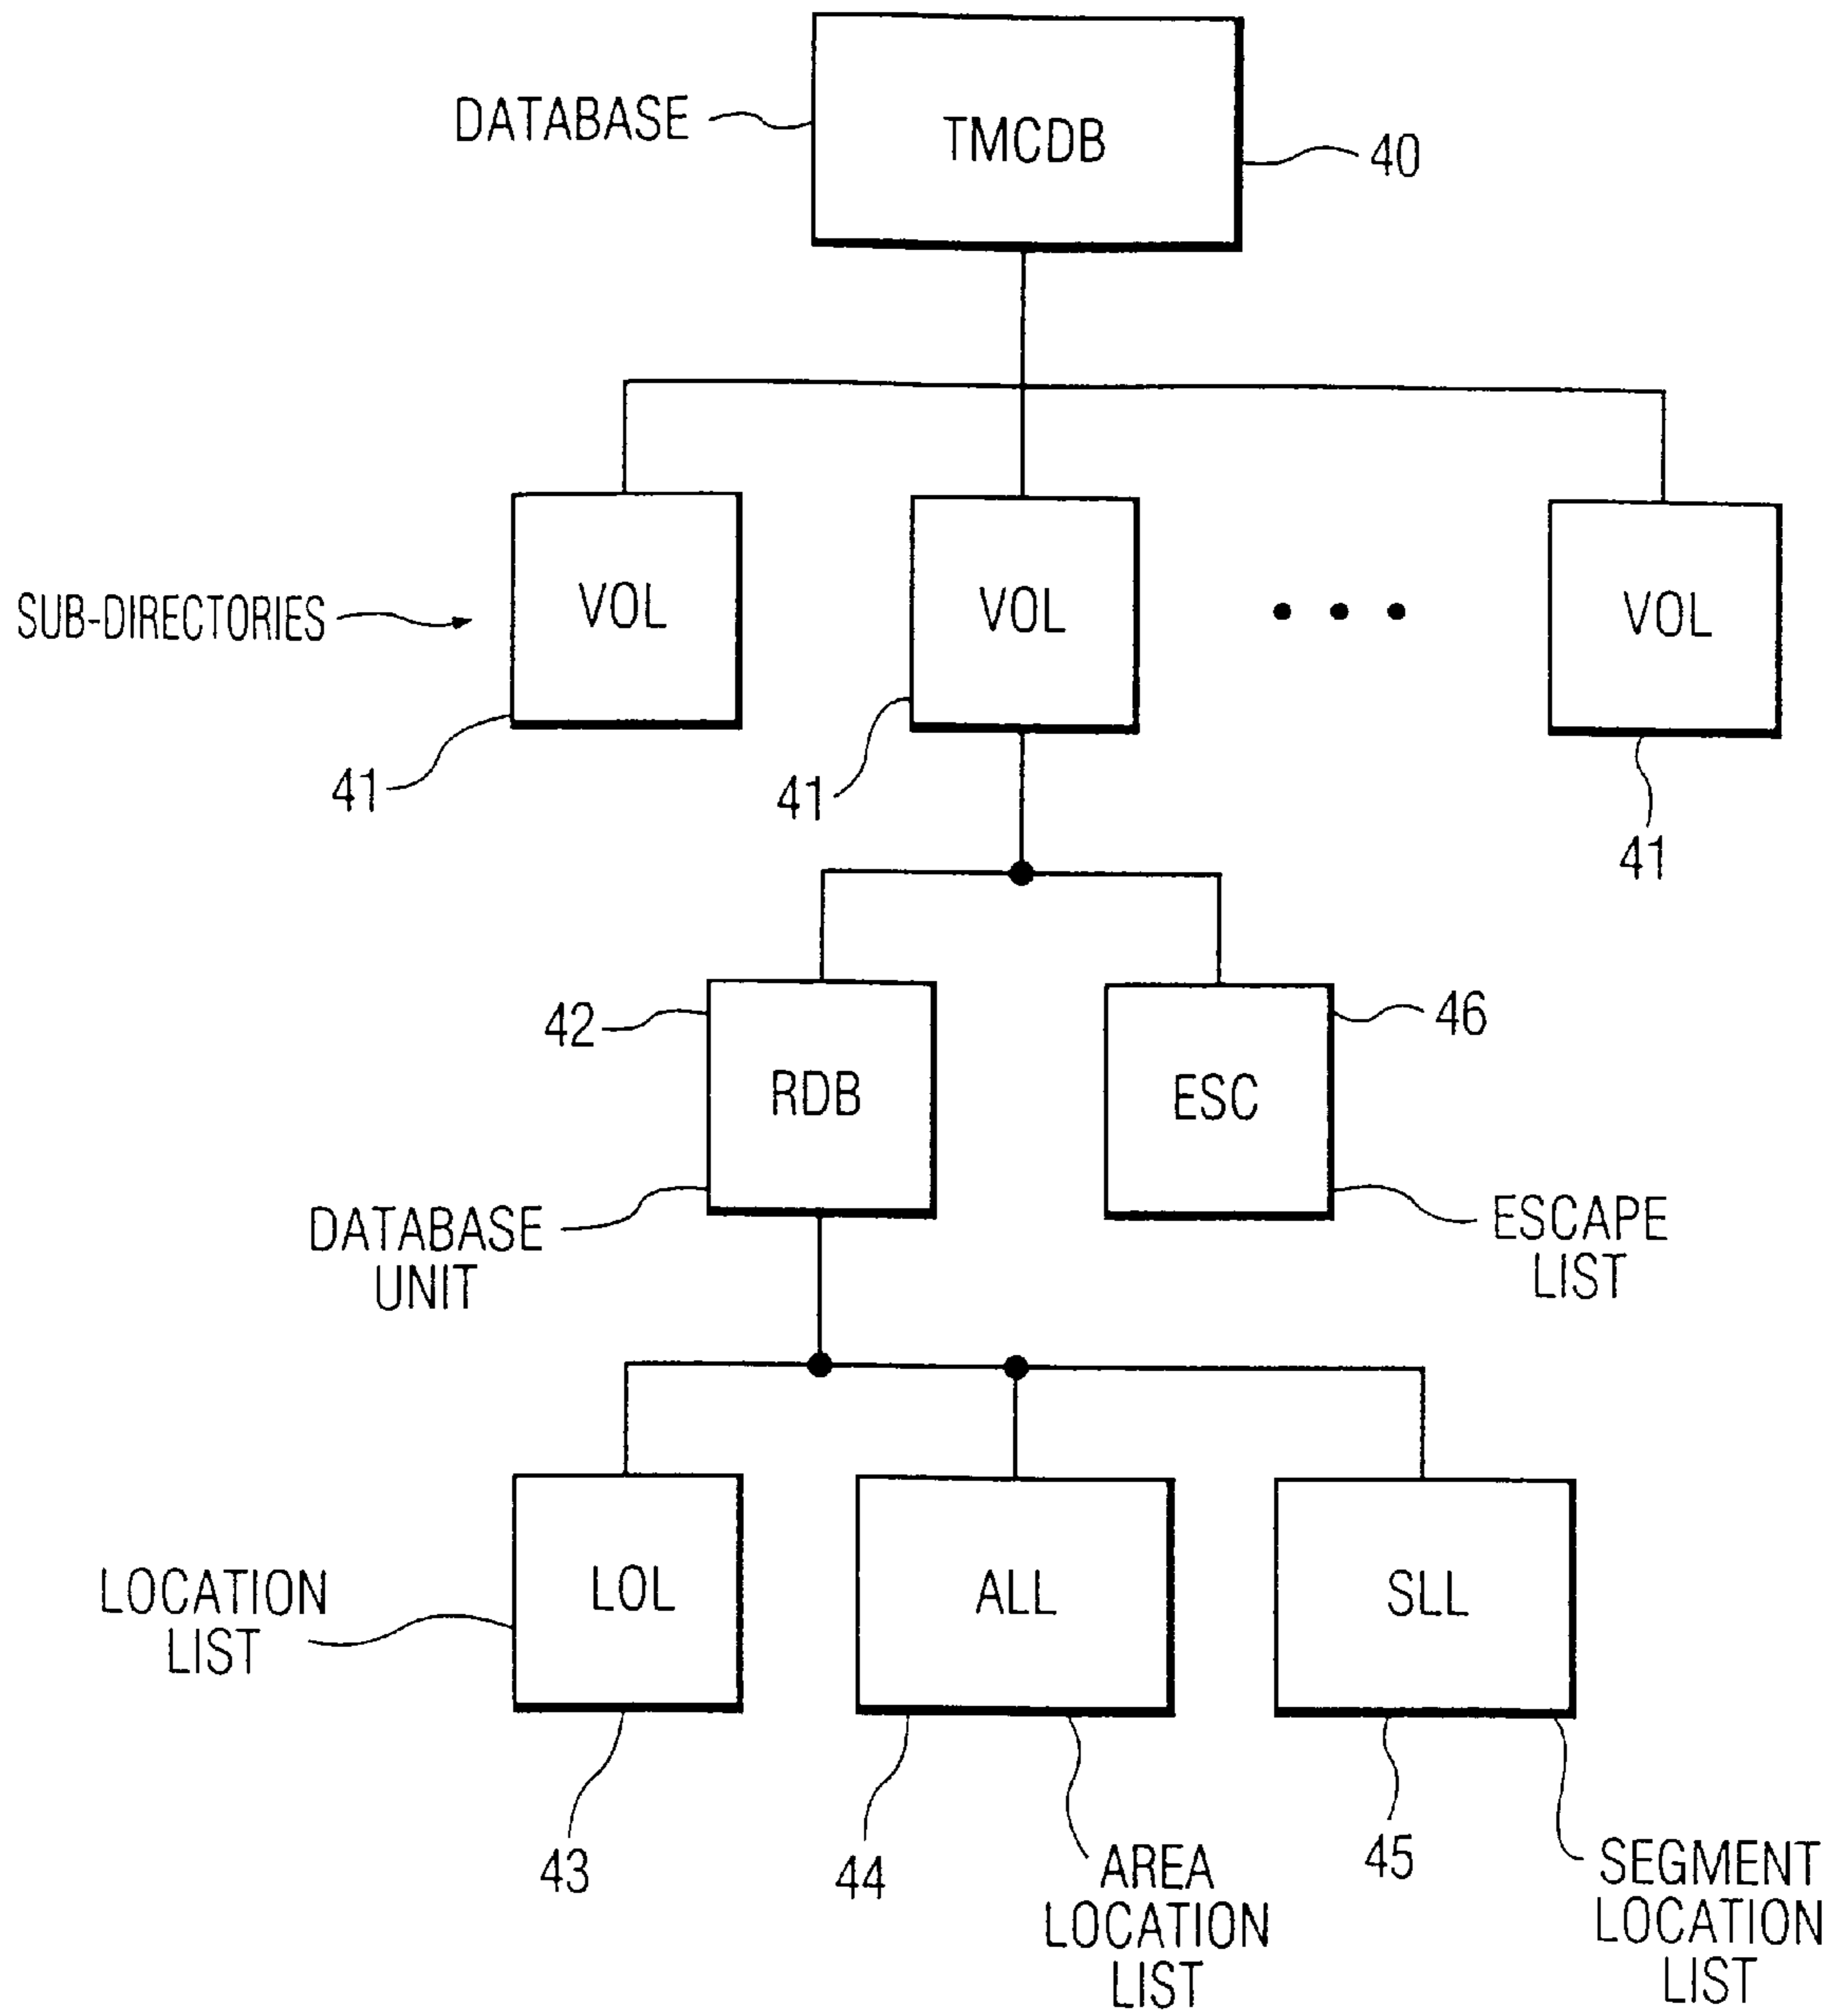 DATABASE
TMCDB
40
SUB-DIRECTORIES
VOL
VOL
VOL
41
41
41
42
46
RDB
ESC
DATABASE
UNIT
ESCAPE
LIST
LOCATION
LIST
LOL
ALL
SLL
43
44
AREA
LOCATION
LIST
45
SEGMENT
LOCATION
LIST